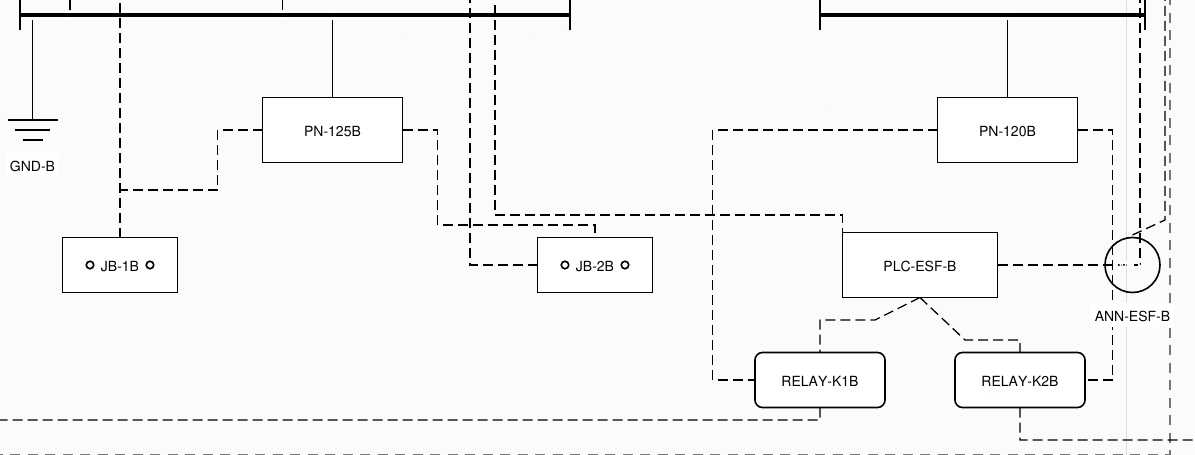 PN-125B
PN-120B
GND-B
JB-1B
JB-2B
PLC-ESF-B
ANN-ESF-B
RELAY-K1B
RELAY-K2B